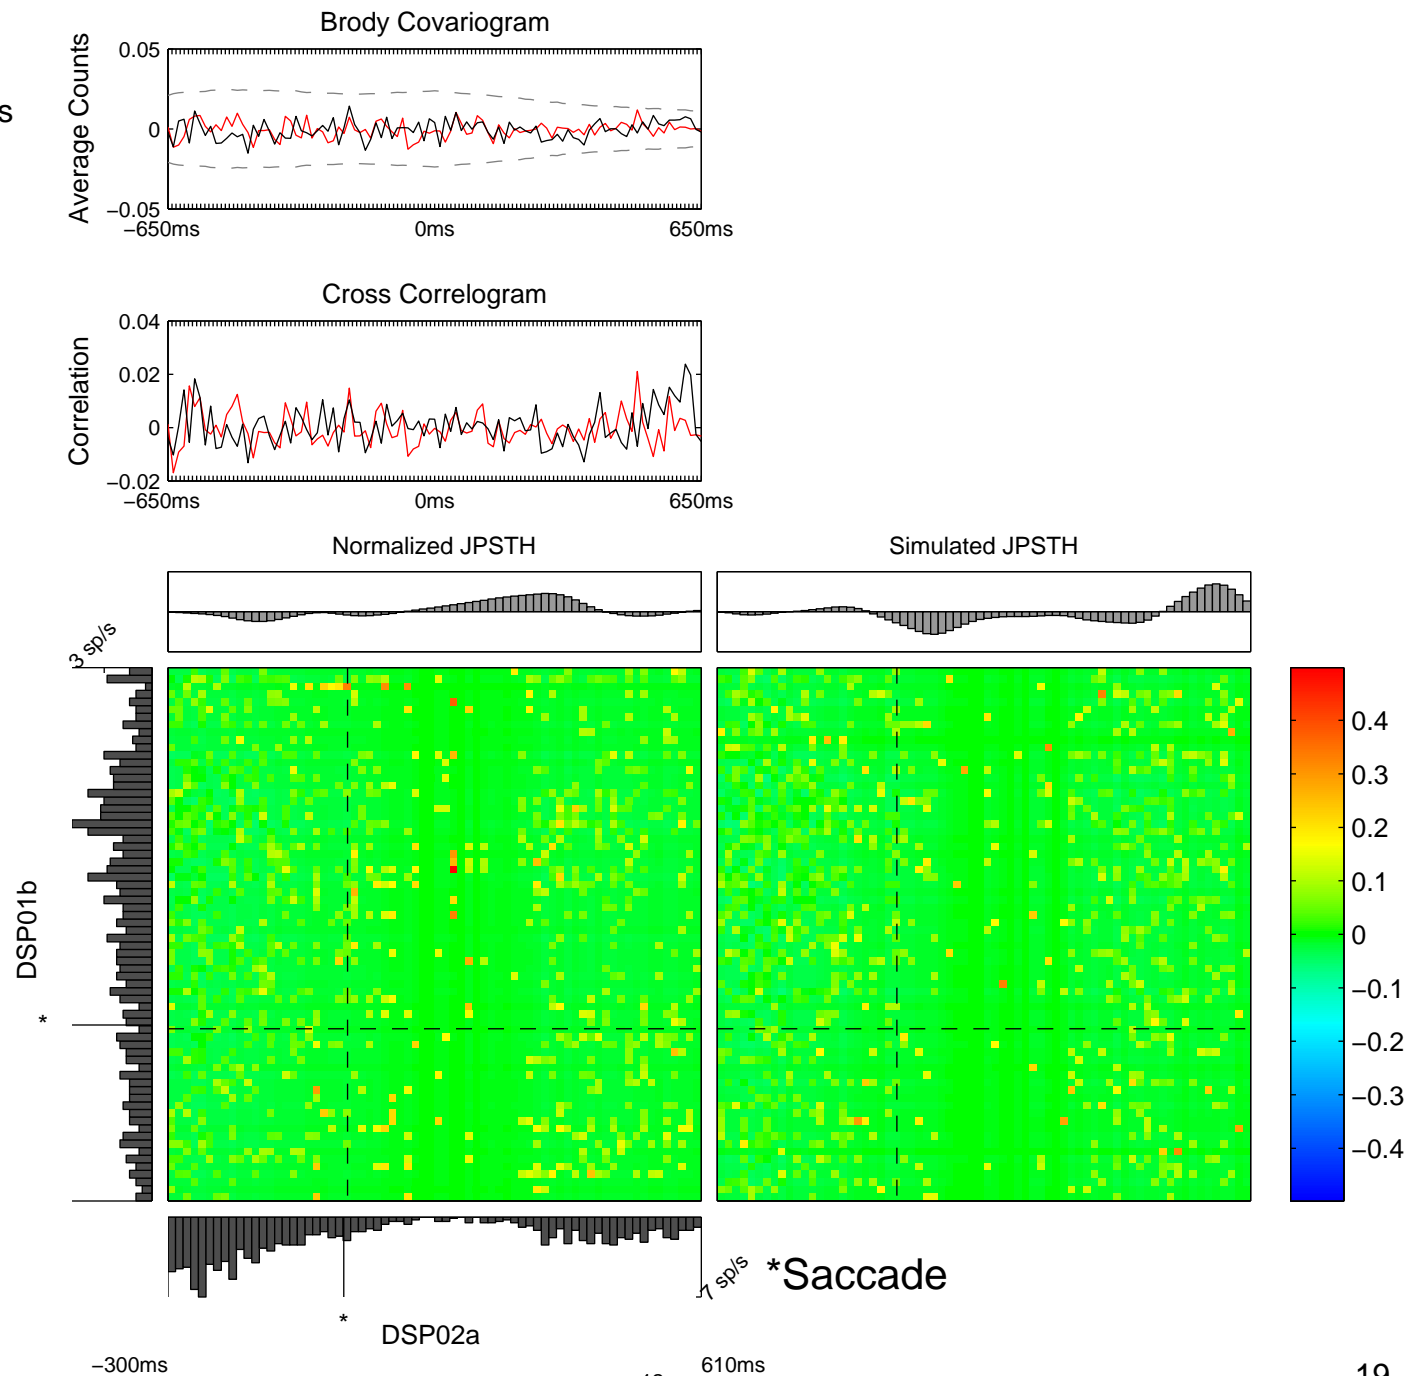 Brody Covariogram
s
Average Counts
0.05
0
−0.05
−650ms
0ms
650ms
Cross Correlogram
Correlation
0.04
0.02
0
−0.02
−650ms
0ms
650ms
Normalized JPSTH
Simulated JPSTH
3 sp/s
DSP01b
*
0.4
0.3
0.2
0.1
0
−0.1
−0.2
−0.3
−0.4
7 sp/s
*Saccade
*
DSP02a
−300ms
610ms